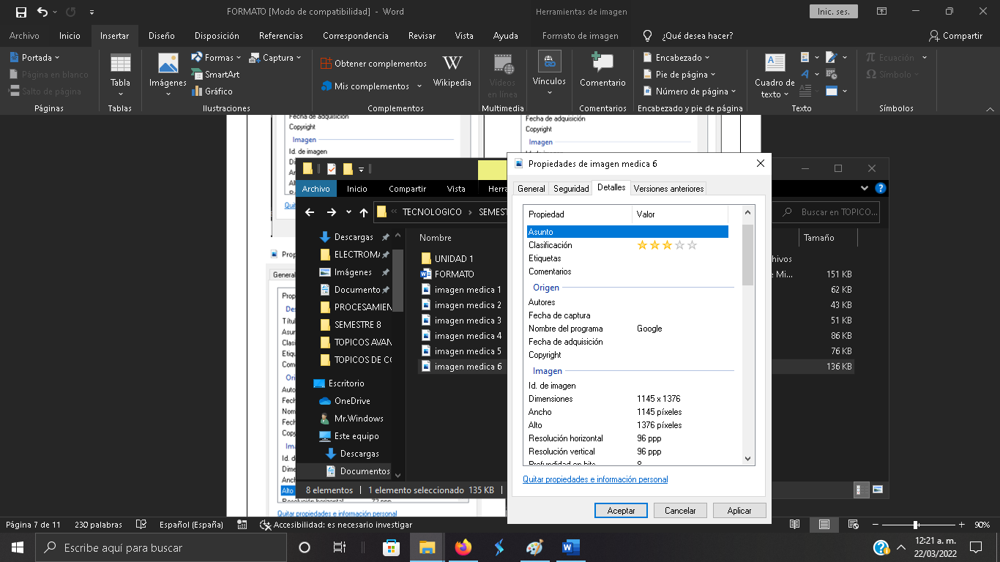 FORMATO [Modo de compatibilidad] - Word
Herramientas de imagen
Inic. ses.
Archivo Inicio Insertar Diseño Disposición Referencias Correspondencia Revisar Vista Ayuda Formato de imagen ¿Qué desea hacer? Compartir
Portada
Página en blanco
Salto de página
Páginas
Tabla
Tablas
Imágenes
Formas
SmartArt
Gráfico
Captura
Ilustraciones
Obtener complementos
Mis complementos
Wikipedia
Complementos
Vídeos
en línea
Multimedia
Vínculos
Comentario
Comentarios
Encabezado
Pie de página
Número de página
Encabezado y pie de página
Cuadro de
texto
Texto
Ecuación
Símbolo
Símbolos
Fecha de adquisición
Copyright
Imagen
Id. de imagen
Fecha de adquisición
Copyright
Imagen
Archivo Inicio Compartir Vista
TECNOLOGICO
Buscar en TOPICO...
Descargas
Imágenes
SEMESTRE 8
Escritorio
OneDrive
Mr.Windows
Este equipo
Descargas
Documentos
Nombre
Tamaño
UNIDAD 1
FORMATO 151 KB
imagen medica 1 62 KB
imagen medica 2 43 KB
imagen medica 3 51 KB
imagen medica 4 86 KB
imagen medica 5 76 KB
imagen medica 6 136 KB
8 elementos
1 elemento seleccionado 135 KB
Propiedades de imagen medica 6
General Seguridad Detalles Versiones anteriores
Propiedad Valor
Asunto
Clasificación
Etiquetas
Comentarios
Origen
Autores
Fecha de captura
Nombre del programa Google
Fecha de adquisición
Copyright
Imagen
Id. de imagen
Dimensiones 1145 x 1376
Ancho 1145 píxeles
Alto 1376 píxeles
Resolución horizontal 96 ppp
Resolución vertical 96 ppp
Profundidad en bits 8
Quitar propiedades e información personal
Aceptar Cancelar Aplicar
General
Alto
Resolución horizontal 72 ppp
Quitar propiedades e información personal
Página 7 de 11 230 palabras Español (España) Accesibilidad: es necesario investigar 90%
Escribe aquí para buscar
12:21 a. m.
22/03/2022